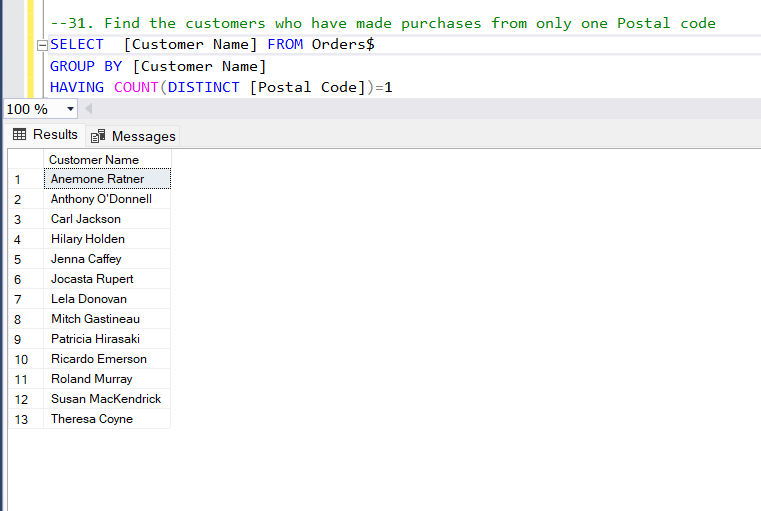 --31. Find the customers who have made purchases from only one Postal code
SELECT  [Customer Name] FROM Orders$
GROUP BY [Customer Name]
HAVING COUNT(DISTINCT [Postal Code])=1
100 %
Results Messages
Customer Name
1 Anemone Ratner
2 Anthony O'Donnell
3 Carl Jackson
4 Hilary Holden
5 Jenna Caffey
6 Jocasta Rupert
7 Lela Donovan
8 Mitch Gastineau
9 Patricia Hirasaki
10 Ricardo Emerson
11 Roland Murray
12 Susan MacKendrick
13 Theresa Coyne